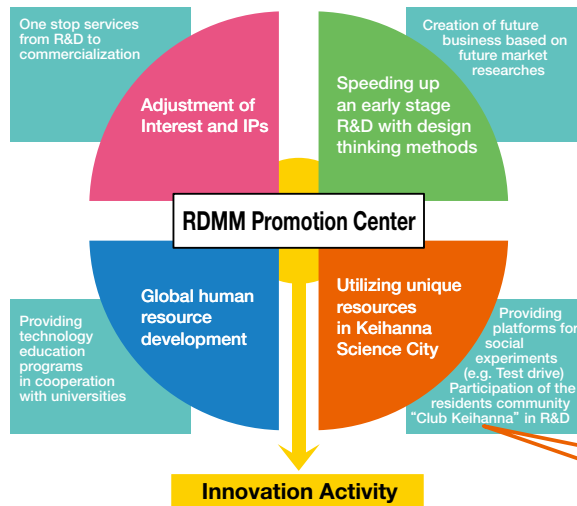 One stop services
from R&D to
commercialization
Creation of future
business based on
future market
researches
Adjustment of
Interest and IPs
Speeding up
an early stage
R&D with design
thinking methods
RDMM Promotion Center
Global human
resource
development
Utilizing unique
resources
in Keihanna
Science City
Providing
technology
education
programs
in cooperation
with universities
Providing
platforms for
social
experiments
(e.g. Test drive)
Participation of the
residents community
“Club Keihanna” in R&D
Innovation Activity